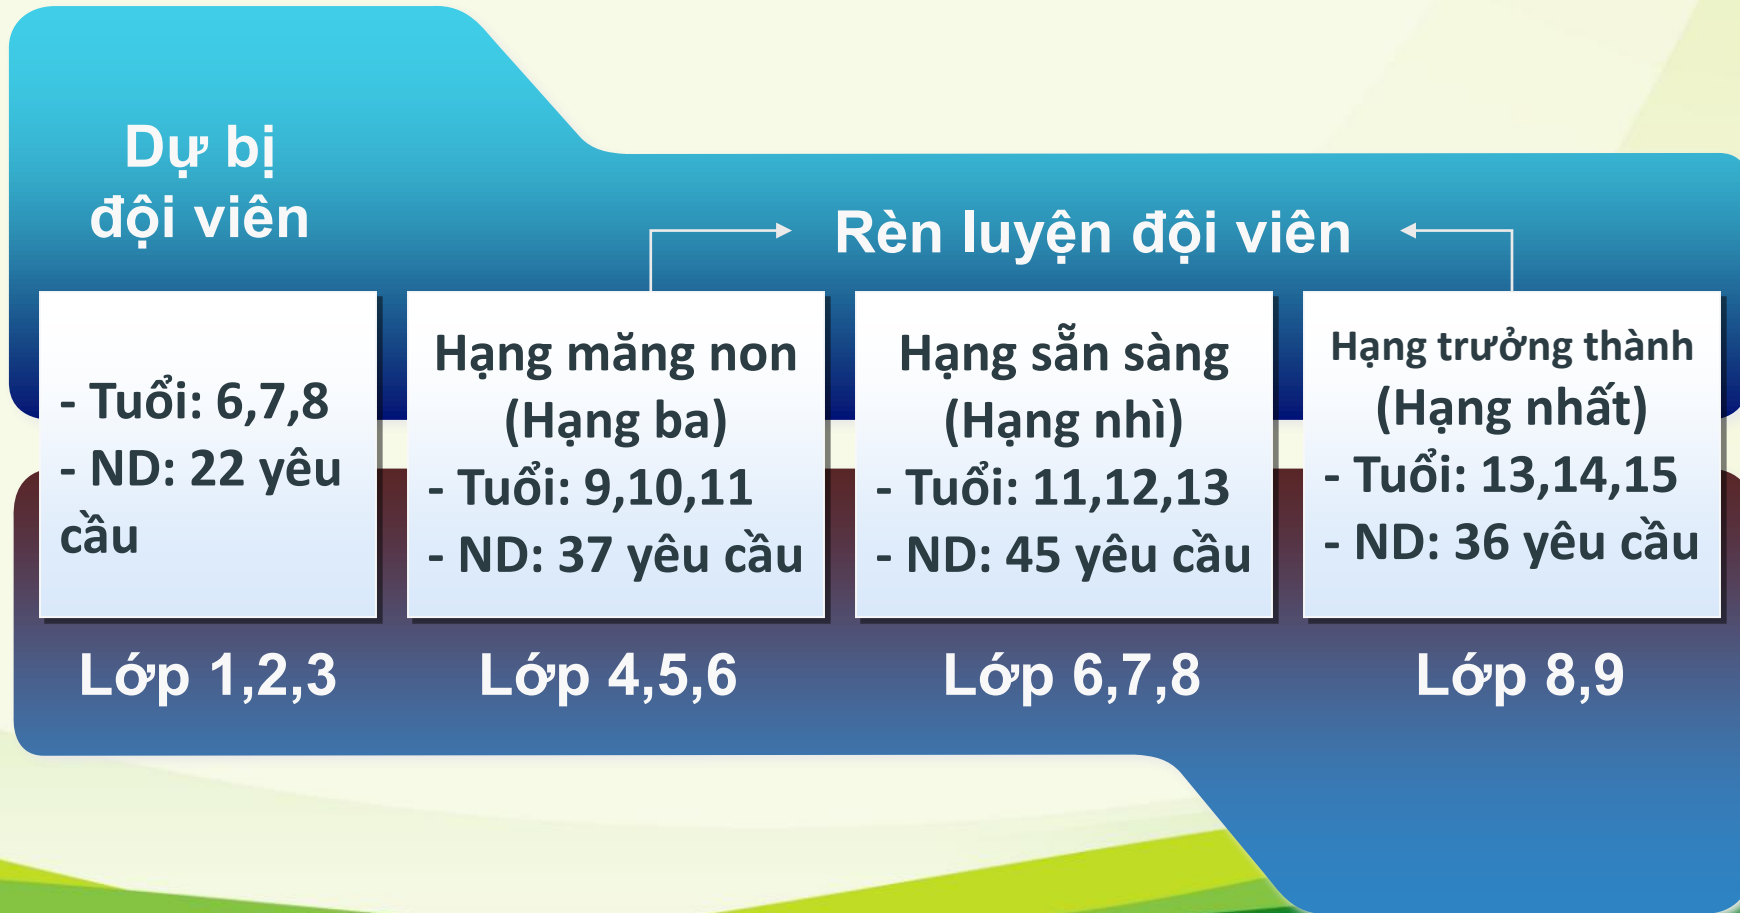 Dự bị
đội viên
Rèn luyện đội viên
- Tuổi: 6,7,8
- ND: 22 yêu
cầu
Hạng măng non
(Hạng ba)
- Tuổi: 9,10,11
- ND: 37 yêu cầu
Hạng sẵn sàng
(Hạng nhì)
- Tuổi: 11,12,13
- ND: 45 yêu cầu
Hạng trưởng thành
(Hạng nhất)
- Tuổi: 13,14,15
- ND: 36 yêu cầu
Lớp 1,2,3
Lớp 4,5,6
Lớp 6,7,8
Lớp 8,9